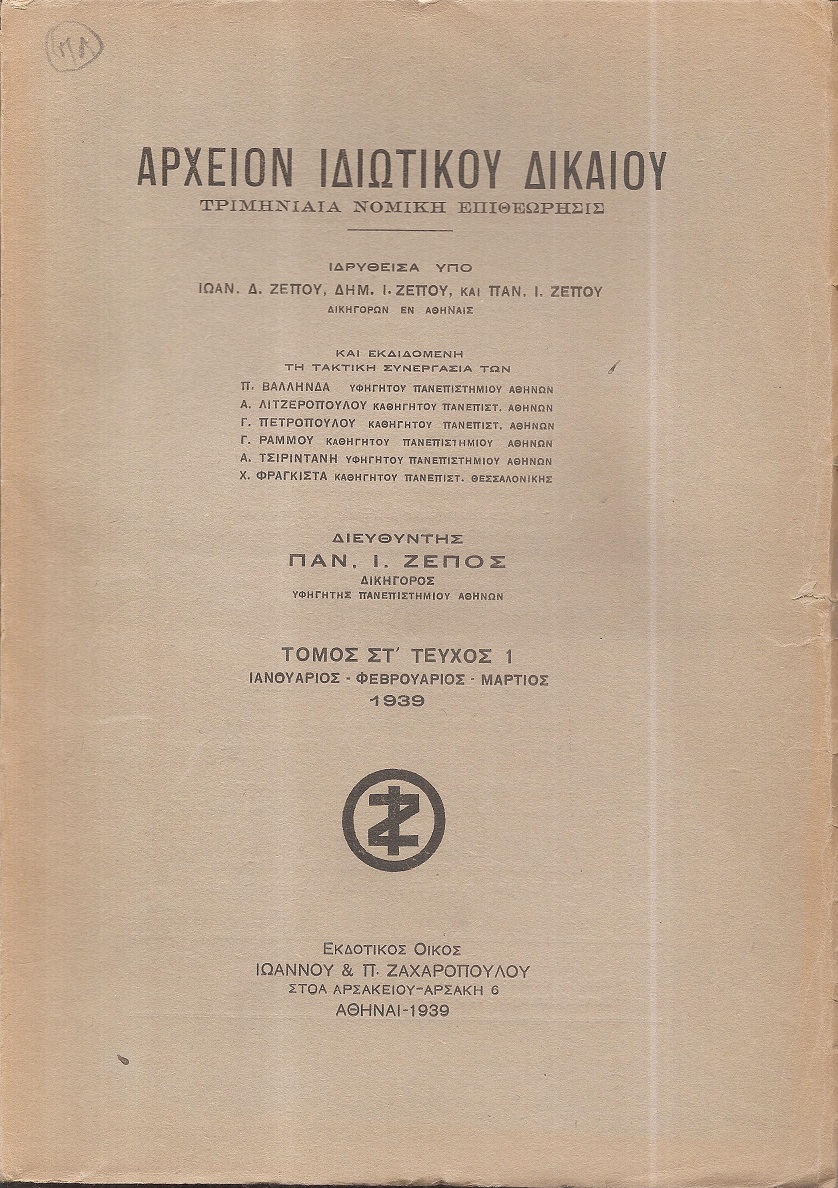 ΑΡΧΕΙΟΝ ΙΔΙΩΤΙΚΟΥ ΔΙΚΑΙΟΥ
ΤΡΙΜΗΝΙΑΙΑ ΝΟΜΙΚΗ ΕΠΙΘΕΩΡΗΣΙΣ
ΙΔΡΥΘΕΙΣΑ ΥΠΟ
ΙΩΑΝ. Δ. ΖΕΠΟΥ, ΔΗΜ. Ι. ΖΕΠΟΥ, ΚΑΙ ΠΑΝ. Ι. ΖΕΠΟΥ
ΔΙΚΗΓΟΡΩΝ ΕΝ ΑΘΗΝΑΙΣ
ΚΑΙ ΕΚΔΙΔΟΜΕΝΗ
ΤΗ ΤΑΚΤΙΚΗ ΣΥΝΕΡΓΑΣΙΑ ΤΩΝ
Π. ΒΑΛΛΗΝΔΑ ΥΦΗΓΗΤΟΥ ΠΑΝΕΠΙΣΤΗΜΙΟΥ ΑΘΗΝΩΝ
Α. ΛΙΤΖΕΡΟΠΟΥΛΟΥ ΚΑΘΗΓΗΤΟΥ ΠΑΝΕΠΙΣΤ. ΑΘΗΝΩΝ
Γ. ΠΕΤΡΟΠΟΥΛΟΥ ΚΑΘΗΓΗΤΟΥ ΠΑΝΕΠΙΣΤ. ΑΘΗΝΩΝ
Γ. ΡΑΜΜΟΥ ΚΑΘΗΓΗΤΟΥ ΠΑΝΕΠΙΣΤΗΜΙΟΥ ΑΘΗΝΩΝ
Α. ΤΣΙΡΙΝΤΑΝΗ ΥΦΗΓΗΤΟΥ ΠΑΝΕΠΙΣΤΗΜΙΟΥ ΑΘΗΝΩΝ
Χ. ΦΡΑΓΚΙΣΤΑ ΚΑΘΗΓΗΤΟΥ ΠΑΝΕΠΙΣΤ. ΘΕΣΣΑΛΟΝΙΚΗΣ
ΔΙΕΥΘΥΝΤΗΣ
ΠΑΝ. Ι. ΖΕΠΟΣ
ΔΙΚΗΓΟΡΟΣ
ΥΦΗΓΗΤΗΣ ΠΑΝΕΠΙΣΤΗΜΙΟΥ ΑΘΗΝΩΝ
ΤΟΜΟΣ ΣΤ' ΤΕΥΧΟΣ 1
ΙΑΝΟΥΑΡΙΟΣ - ΦΕΒΡΟΥΑΡΙΟΣ - ΜΑΡΤΙΟΣ
1939
ΕΚΔΟΤΙΚΟΣ ΟΙΚΟΣ
ΙΩΑΝΝΟΥ & Π. ΖΑΧΑΡΟΠΟΥΛΟΥ
ΣΤΟΑ ΑΡΣΑΚΕΙΟΥ-ΑΡΣΑΚΗ 6
ΑΘΗΝΑΙ-1939